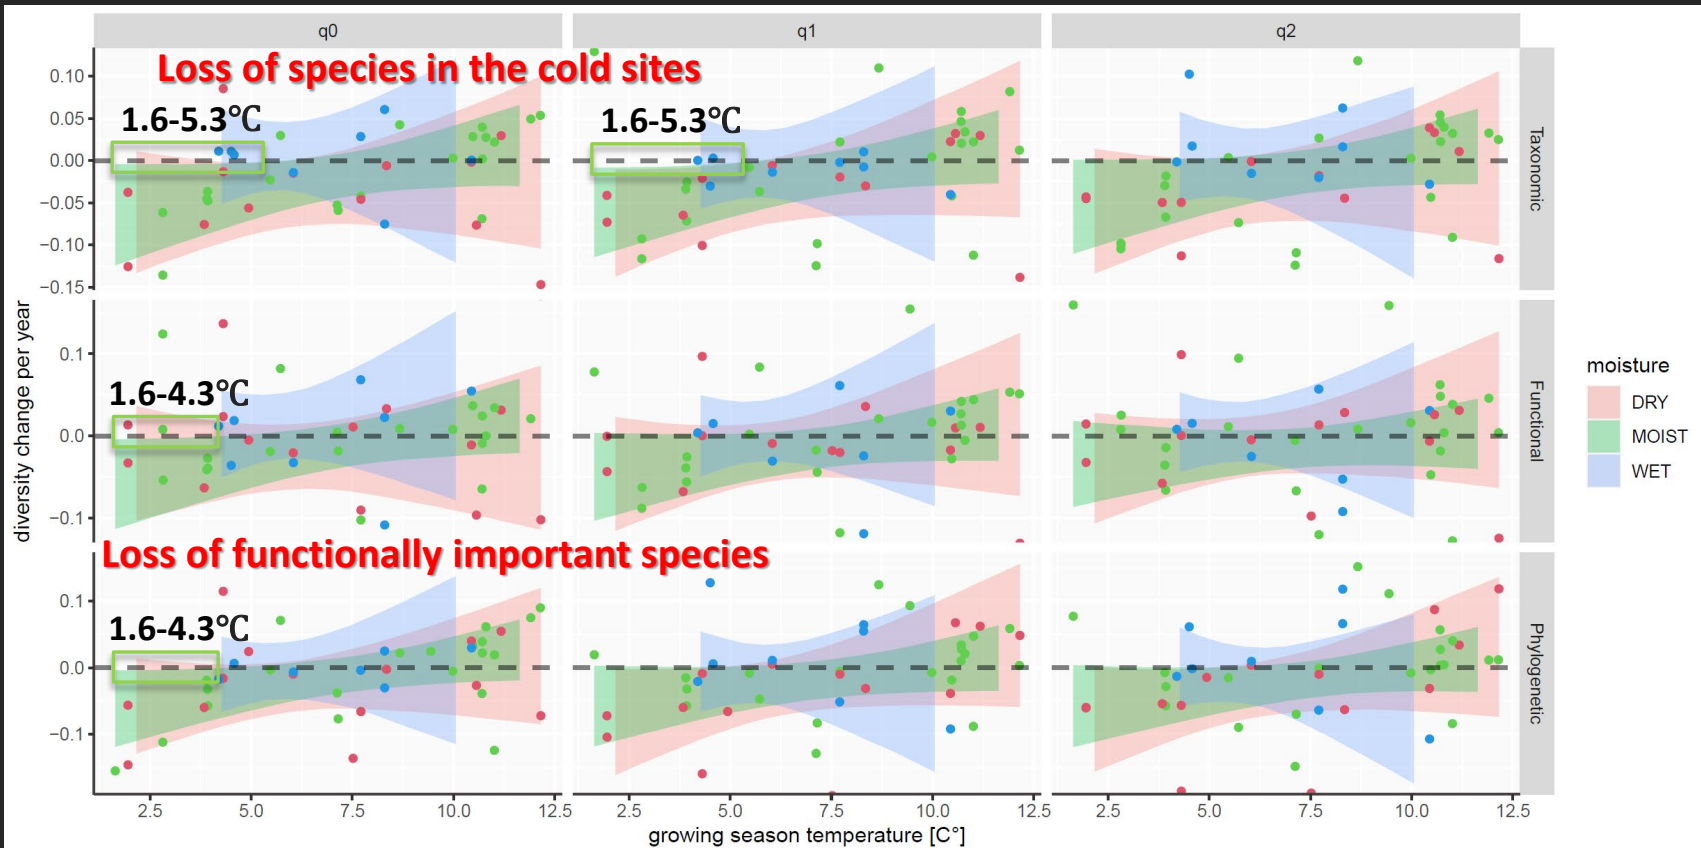 q0 q1 q2
Loss of species in the cold sites
1.6-5.3℃ 1.6-5.3℃
0.10
0.05
0.00
−0.05
−0.10
−0.15
Taxonomic
1.6-4.3℃
0.1
0.0
−0.1
Functional
diversity change per year
moisture
DRY
MOIST
WET
Loss of functionally important species
1.6-4.3℃
0.1
0.0
−0.1
Phylogenetic
2.5 5.0 7.5 10.0 12.5 2.5 5.0 7.5 10.0 12.5 2.5 5.0 7.5 10.0 12.5
growing season temperature [C°]